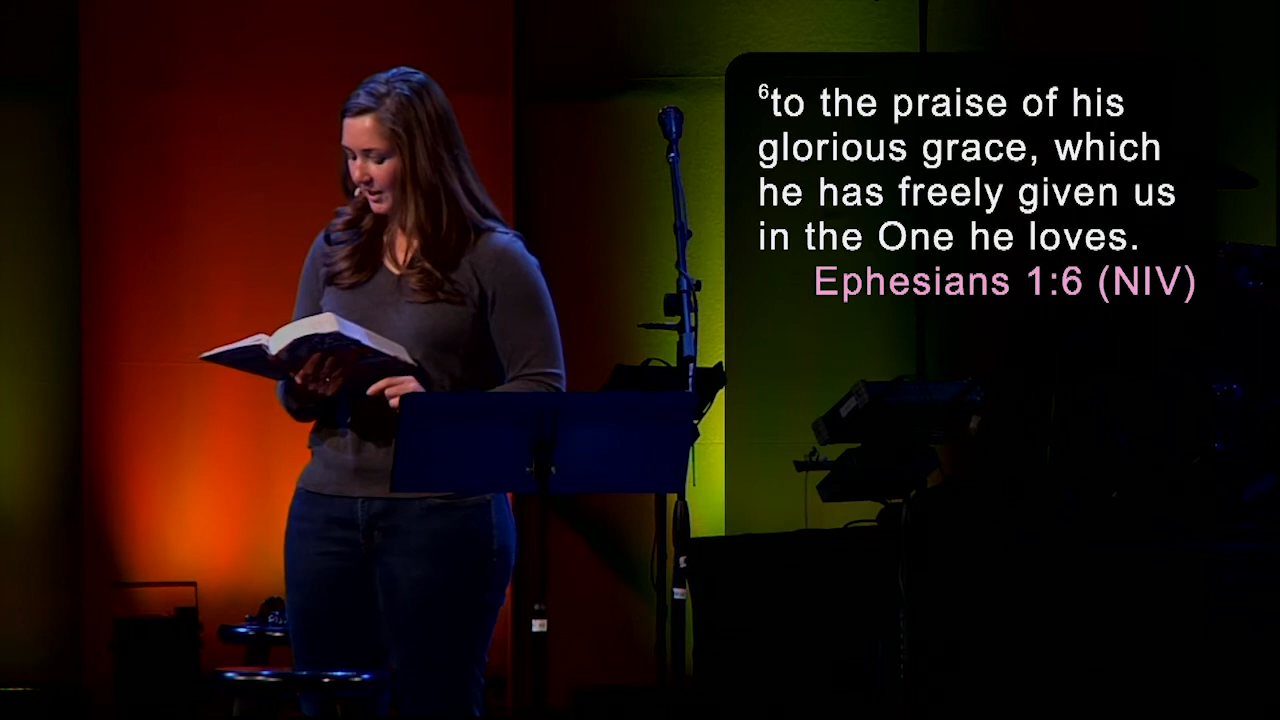 ⁶to the praise of his
glorious grace, which
he has freely given us
in the One he loves.
Ephesians 1:6 (NIV)